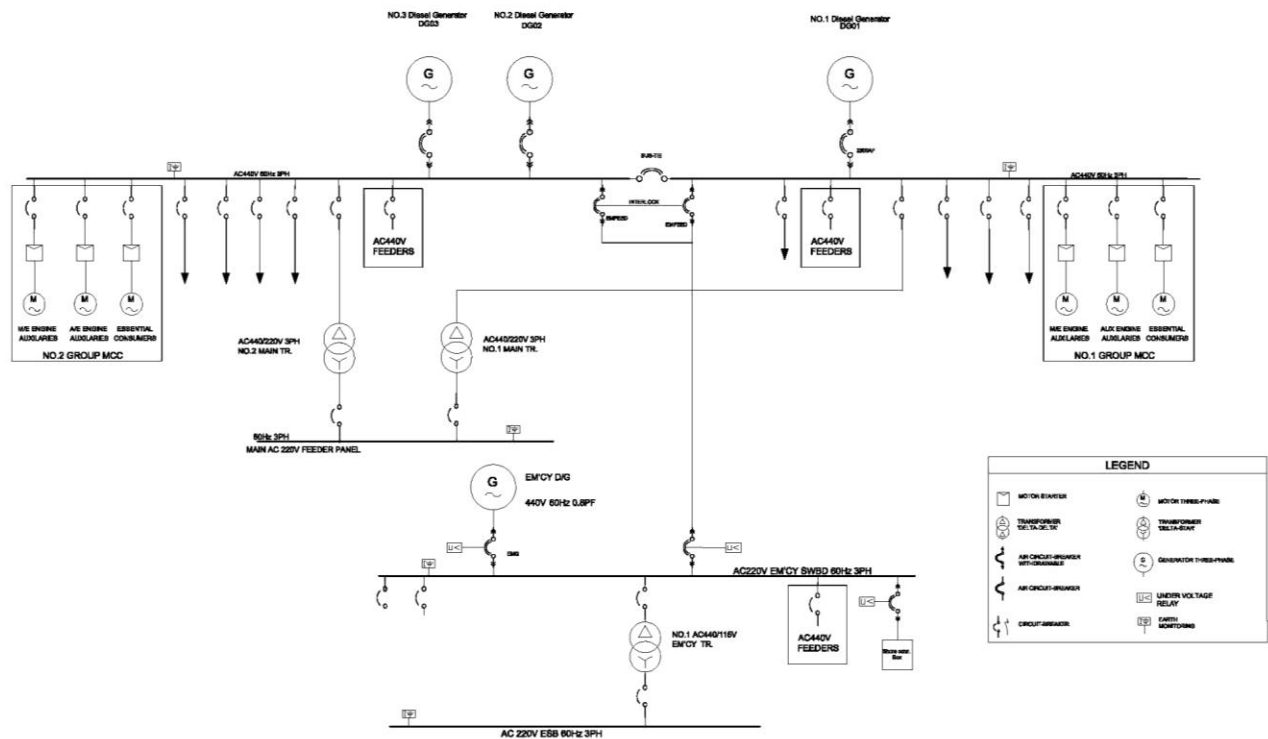 NO.3 Diesel Generator
DG03
NO.2 Diesel Generator
DG02
NO.1 Diesel Generator
DG01
G
G
G
BUS-TIE
AC440V 60Hz 3PH
AC440V 60Hz 3PH
INTERLOCK
AC440V
FEEDERS
AC440V
FEEDERS
M
M
M
M/E ENGINE
AUXILARIES
A/E ENGINE
AUXILARIES
ESSENTIAL
CONSUMERS
NO.2 GROUP MCC
M
M
M
M/E ENGINE
AUXILARIES
AUX ENGINE
AUXILARIES
ESSENTIAL
CONSUMERS
NO.1 GROUP MCC
AC440/220V 3PH
NO.2 MAIN TR.
AC440/220V 3PH
NO.1 MAIN TR.
60Hz 3PH
MAIN AC 220V FEEDER PANEL
G
EM'CY D/G
440V 60Hz 0.8PF
U<
EMG
U<
AC220V EM'CY SWBD 60Hz 3PH
NO.1 AC440/115V
EM'CY TR.
AC440V
FEEDERS
U<
Shore conn.
Box
AC 220V ESB 60Hz 3PH
LEGEND
MOTOR STARTER
M
MOTOR THREE-PHASE
TRANSFORMER
'DELTA-DELTA'
TRANSFORMER
'DELTA-START'
AIR CIRCUIT-BREAKER
WITHDRAWABLE
G
GENERATOR THREE-PHASE
AIR CIRCUIT-BREAKER
U<
UNDER VOLTAGE
RELAY
CIRCUIT-BREAKER
EARTH
MONITORING